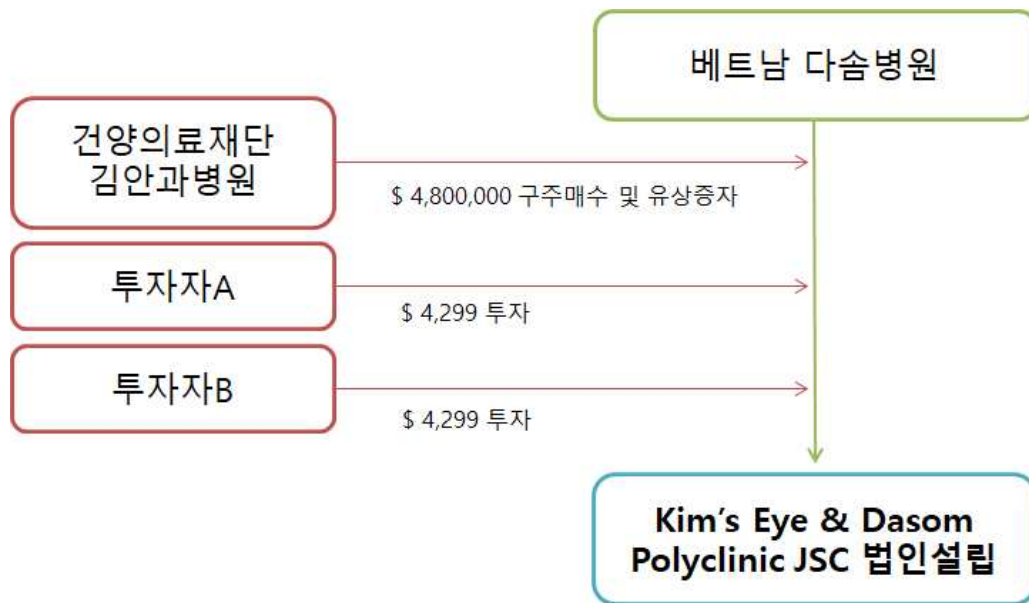 베트남 다솜병원
건양의료재단
김안과병원
$ 4,800,000 구주매수 및 유상증자
투자자A
$ 4,299 투자
투자자B
$ 4,299 투자
Kim's Eye & Dasom
Polyclinic JSC 법인설립